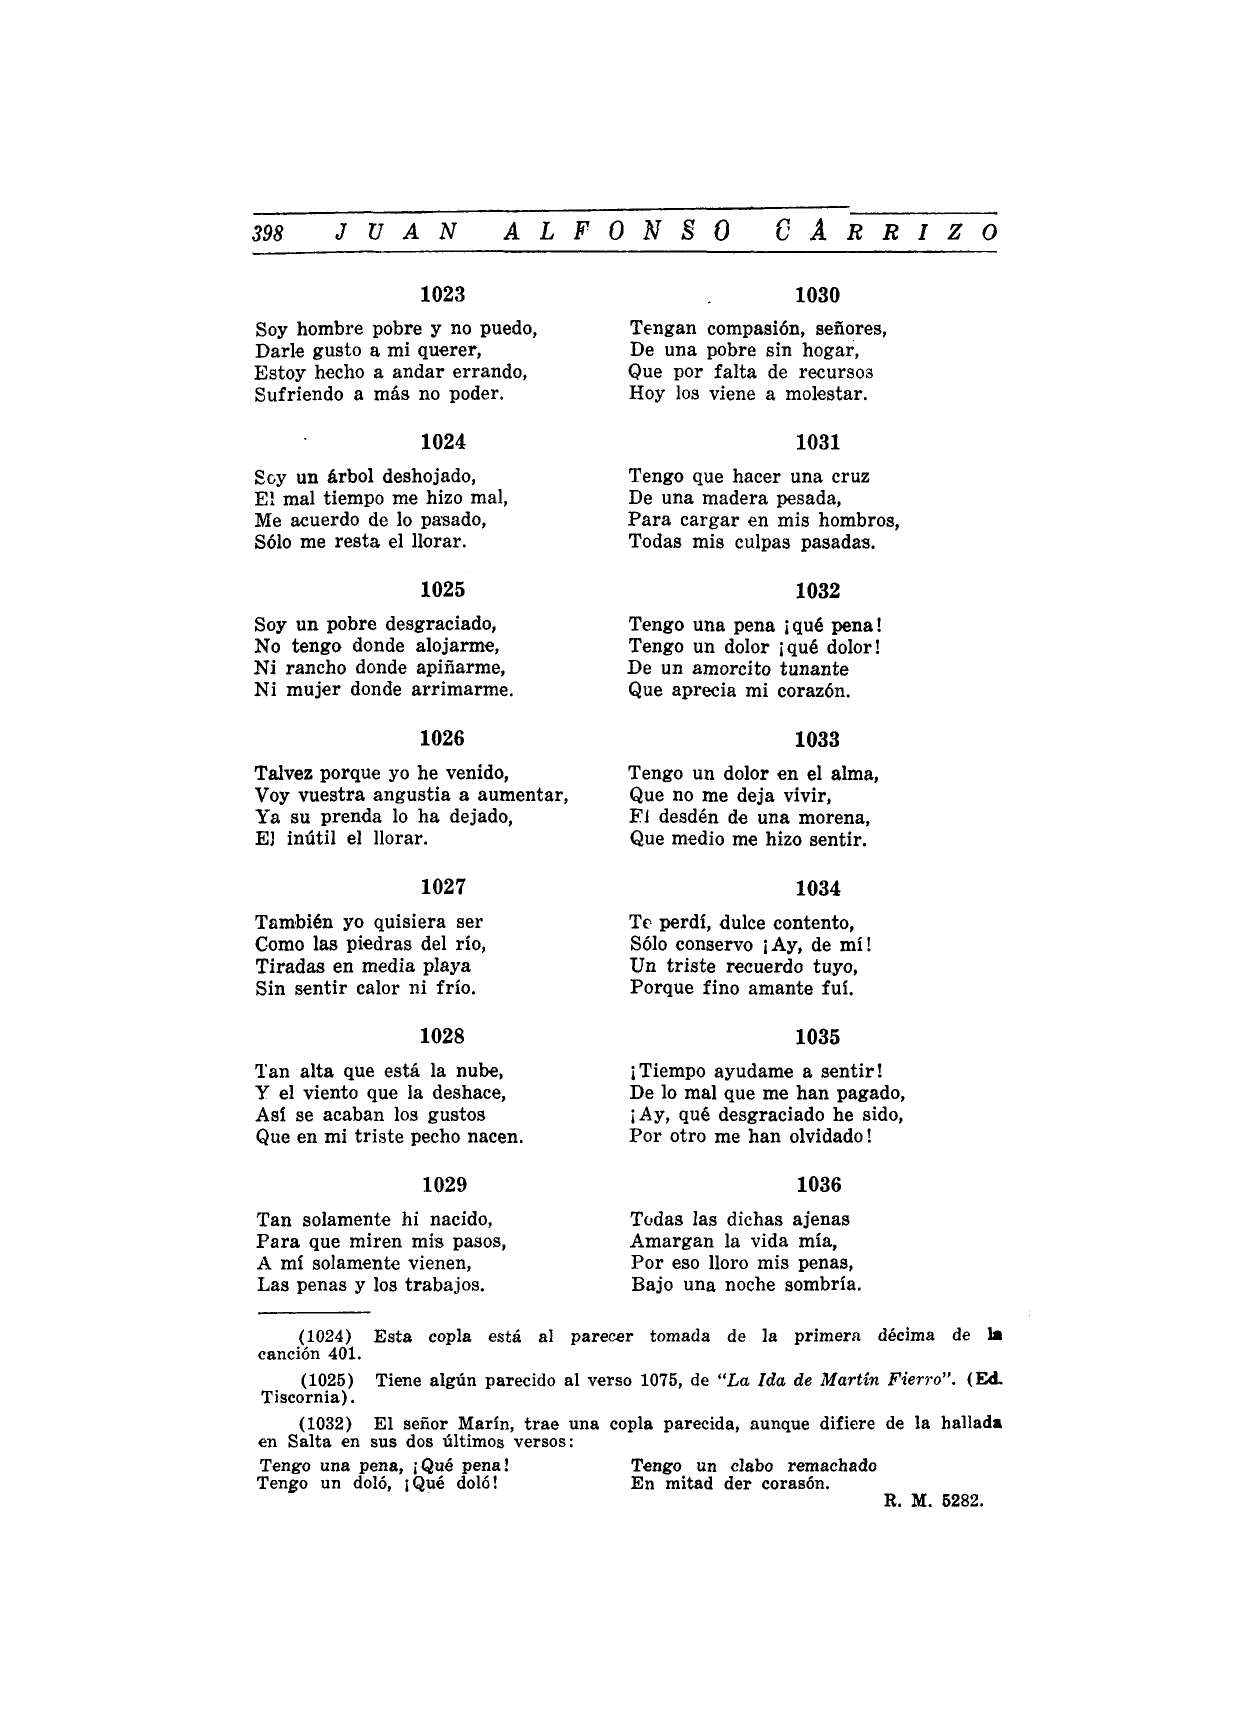 398 JUAN ALFONSO CARRIZO
1023
Soy hombre pobre y no puedo,
Darle gusto a mi querer,
Estoy hecho a andar errando,
Sufriendo a más no poder.
1024
Soy un árbol deshojado,
El mal tiempo me hizo mal,
Me acuerdo de lo pasado,
Sólo me resta el llorar.
1025
Soy un pobre desgraciado,
No tengo donde alojarme,
Ni rancho donde apiñarme,
Ni mujer donde arrimarme.
1026
Talvez porque yo he venido,
Voy vuestra angustia a aumentar,
Ya su prenda lo ha dejado,
El inútil el llorar.
1027
También yo quisiera ser
Como las piedras del río,
Tiradas en media playa
Sin sentir calor ni frío.
1028
Tan alta que está la nube,
Y el viento que la deshace,
Así se acaban los gustos
Que en mi triste pecho nacen.
1029
Tan solamente hi nacido,
Para que miren mis pasos,
A mí solamente vienen,
Las penas y los trabajos.
1030
Tengan compasión, señores,
De una pobre sin hogar,
Que por falta de recursos
Hoy los viene a molestar.
1031
Tengo que hacer una cruz
De una madera pesada,
Para cargar en mis hombros,
Todas mis culpas pasadas.
1032
Tengo una pena ¡qué pena!
Tengo un dolor ¡qué dolor!
De un amorcito tunante
Que aprecia mi corazón.
1033
Tengo un dolor en el alma,
Que no me deja vivir,
El desdén de una morena,
Que medio me hizo sentir.
1034
Te perdí, dulce contento,
Sólo conservo ¡Ay, de mí!
Un triste recuerdo tuyo,
Porque fino amante fuí.
1035
¡Tiempo ayudame a sentir!
De lo mal que me han pagado,
¡Ay, qué desgraciado he sido,
Por otro me han olvidado!
1036
Todas las dichas ajenas
Amargan la vida mía,
Por eso lloro mis penas,
Bajo una noche sombría.
(1024) Esta copla está al parecer tomada de la primera décima de la
canción 401.
(1025) Tiene algún parecido al verso 1075, de “La Ida de Martín Fierro”. (Ed.
Tiscornia).
(1032) El señor Marín, trae una copla parecida, aunque difiere de la hallada
en Salta en sus dos últimos versos:
Tengo una pena, ¡Qué pena!
Tengo un doló, ¡Qué doló!
Tengo un clabo remachado
En mitad der corasón.
R. M. 5282.